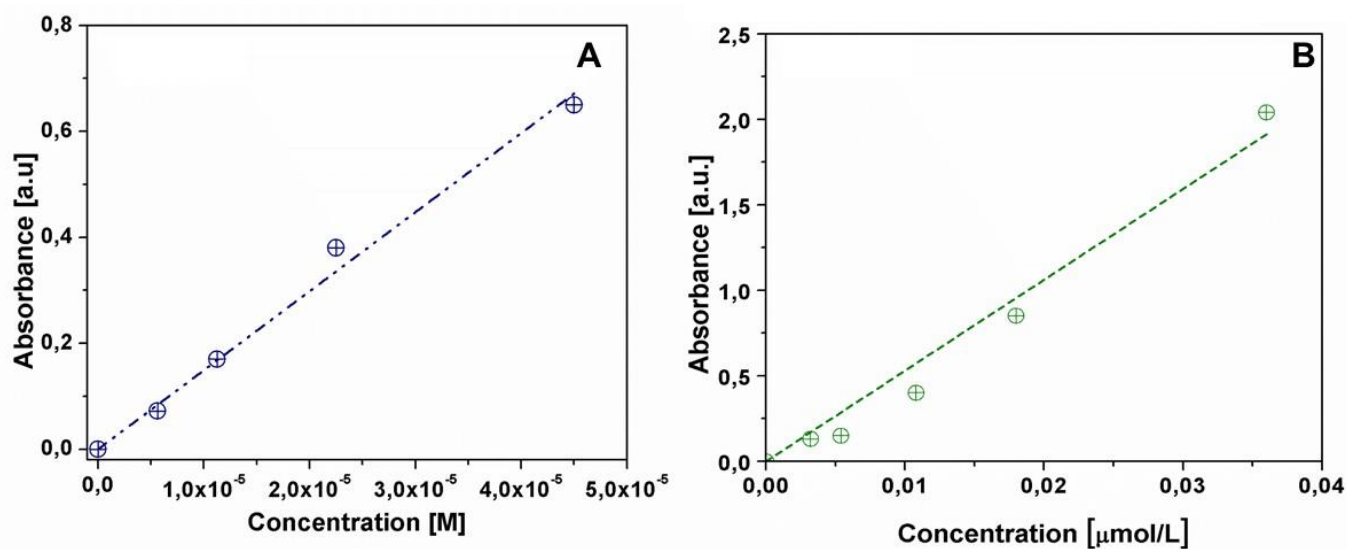 A
Absorbance [a.u]
0,8
0,6
0,4
0,2
0,0
0,0
1,0x10⁻⁵
2,0x10⁻⁵
3,0x10⁻⁵
4,0x10⁻⁵
5,0x10⁻⁵
Concentration [M]
B
Absorbance [a.u.]
2,5
2,0
1,5
1,0
0,5
0,0
0,00
0,01
0,02
0,03
0,04
Concentration [μmol/L]